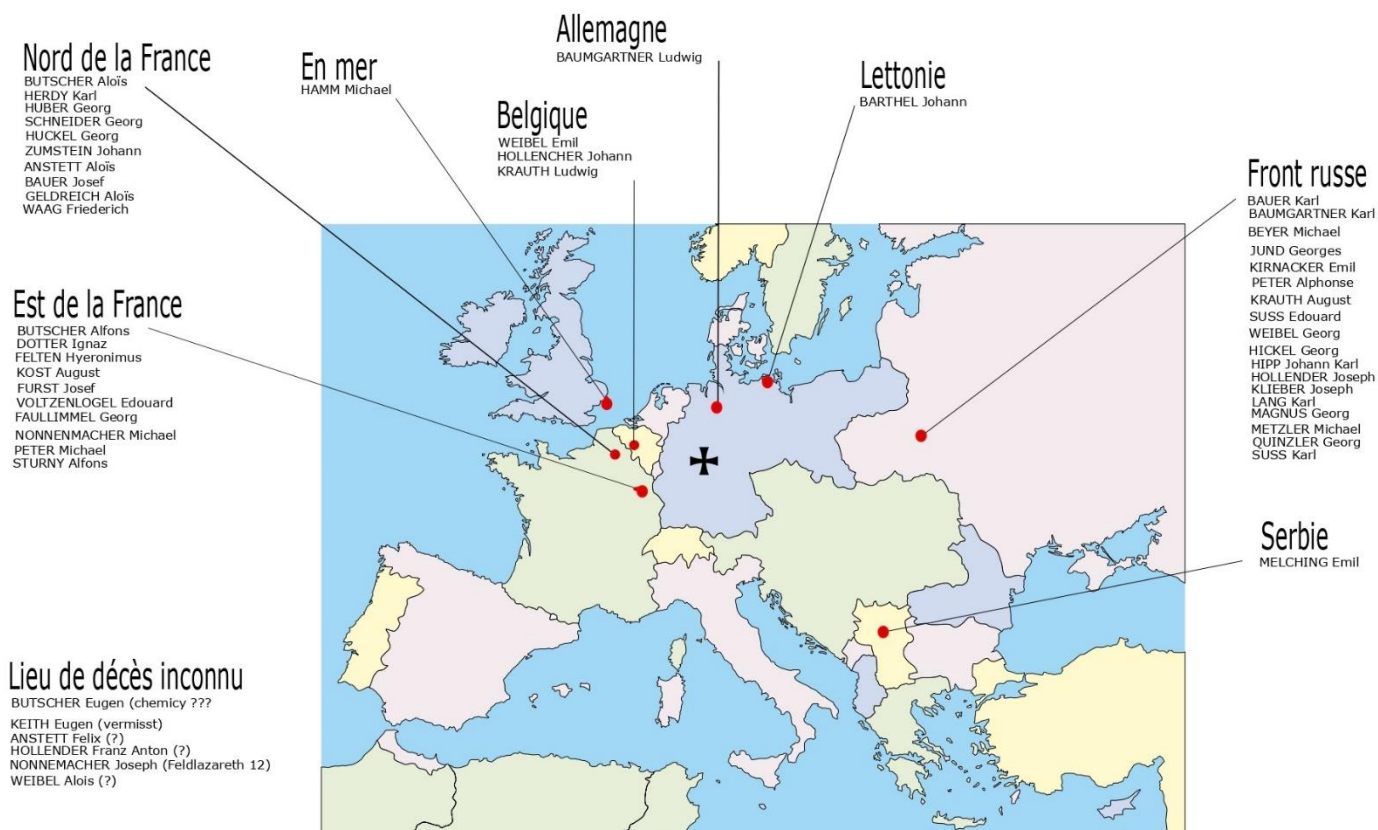 Nord de la France
BUTSCHER Aloïs
HERDY Karl
HUBER Georg
SCHNEIDER Georg
HUCKEL Georg
ZUMSTEIN Johann
ANSTETT Aloïs
BAUER Josef
GELDREICH Aloïs
WAAG Friederich
En mer
HAMM Michael
Belgique
WEIBEL Emil
HOLLENCHER Johann
KRAUTH Ludwig
Allemagne
BAUMGARTNER Ludwig
Lettonie
BARTHEL Johann
Front russe
BAUER Karl
BAUMGARTNER Karl
BEYER Michael
JUND Georges
KIRNACKER Emil
PETER Alphonse
KRAUTH August
SUSS Edouard
WEIBEL Georg
HICKEL Georg
HIPP Johann Karl
HOLLENDER Joseph
KLIEBER Joseph
LANG Karl
MAGNUS Georg
METZLER Michael
QUINZLER Georg
SUSS Karl
Est de la France
BUTSCHER Alfons
DOTTER Ignaz
FELTEN Hyeronimus
KOST August
FURST Josef
VOLTZENLOGEL Edouard
FAULLIMMEL Georg
NONNENMACHER Michael
PETER Michael
STURNY Alfons
Serbie
MELCHING Emil
Lieu de décès inconnu
BUTSCHER Eugen (chemicy ???
KEITH Eugen (vermisst)
ANSTETT Felix (?)
HOLLENDER Franz Anton (?)
NONNEMACHER Joseph (Feldlazareth 12)
WEIBEL Alois (?)